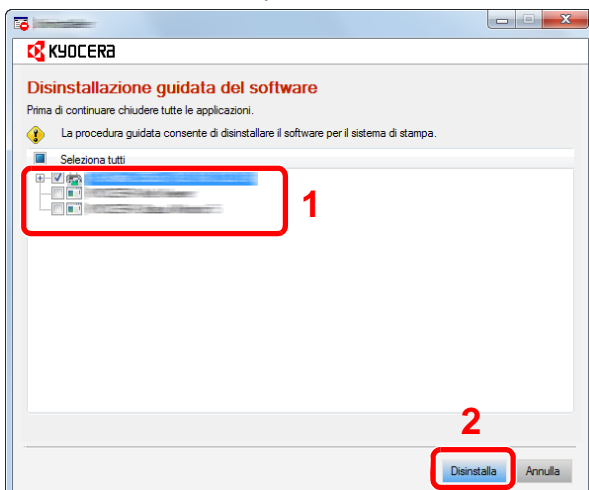 KYOCERA
Disinstallazione guidata del software
Prima di continuare chiudere tutte le applicazioni.
La procedura guidata consente di disinstallare il software per il sistema di stampa.
Seleziona tutti
1
2
Disinstalla Annulla